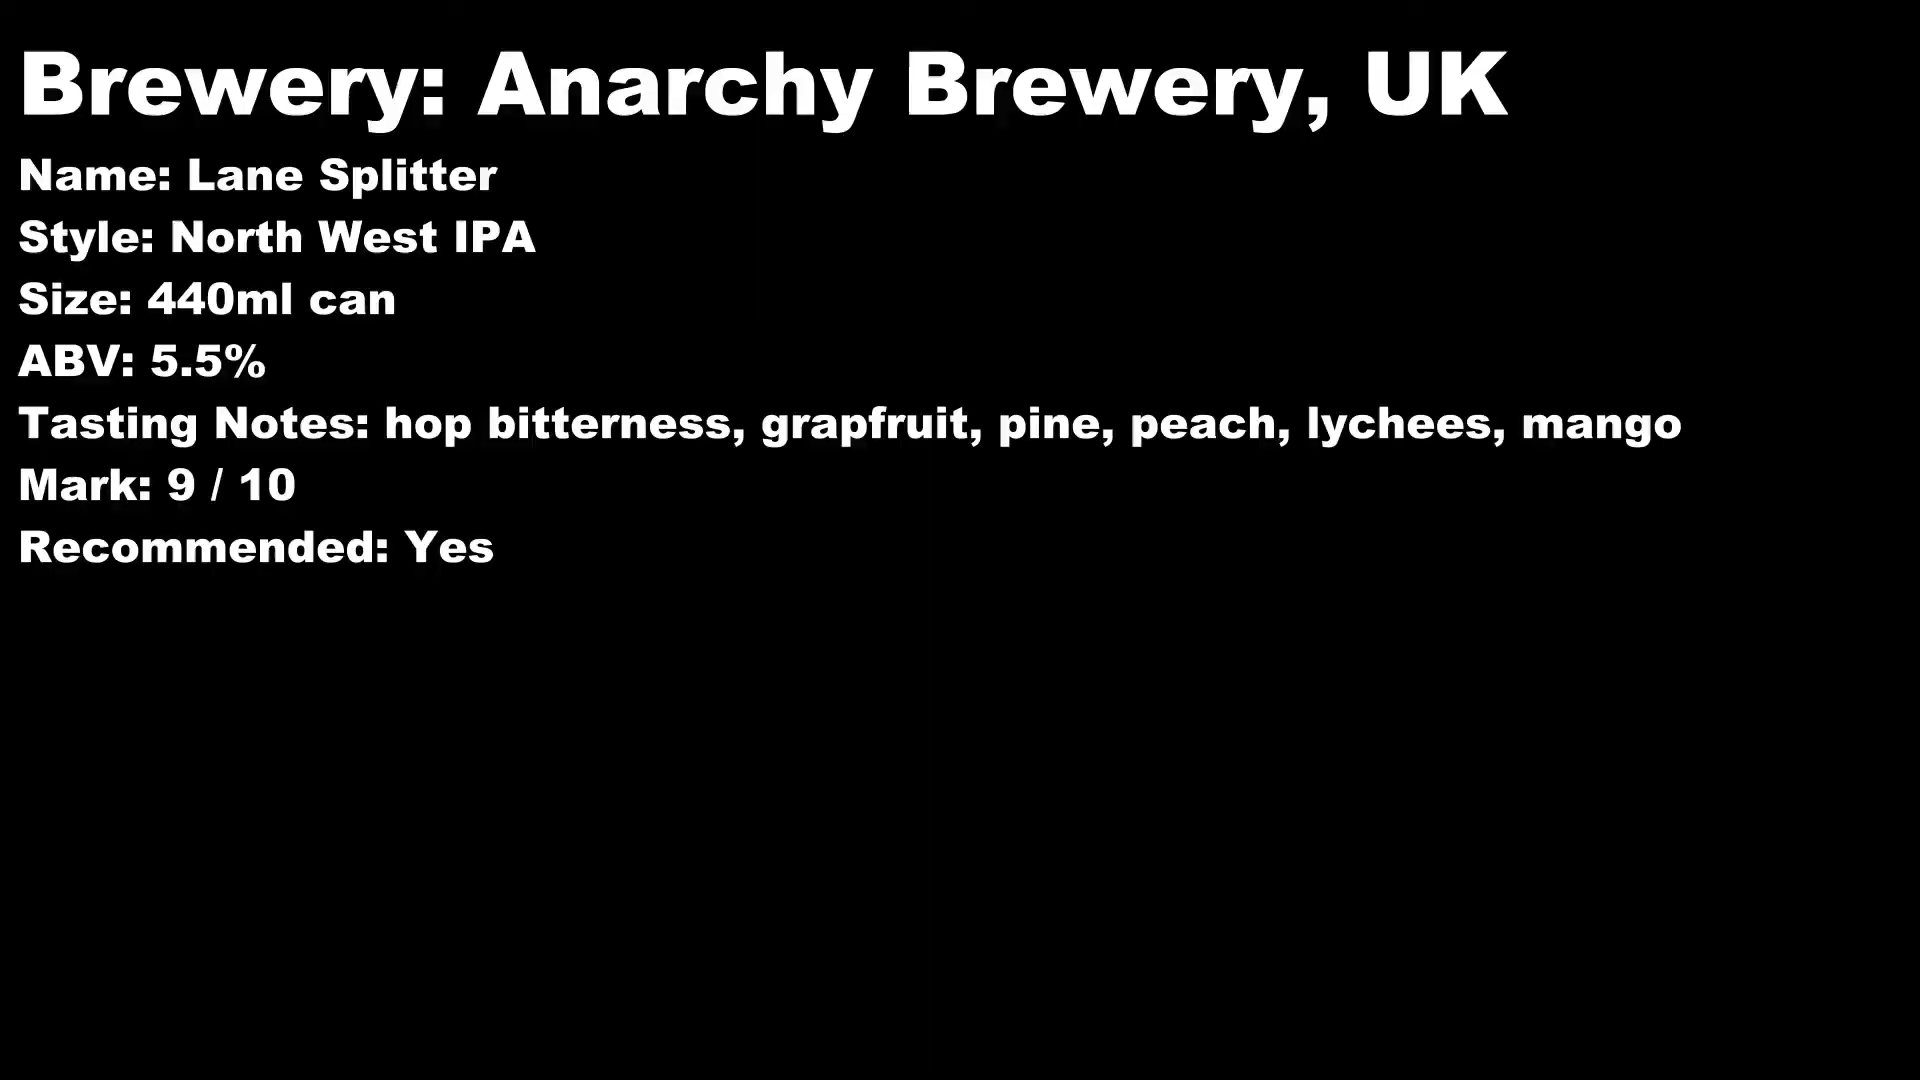 Brewery: Anarchy Brewery, UK
Name: Lane Splitter
Style: North West IPA
Size: 440ml can
ABV: 5.5%
Tasting Notes: hop bitterness, grapfruit, pine, peach, lychees, mango
Mark: 9 / 10
Recommended: Yes